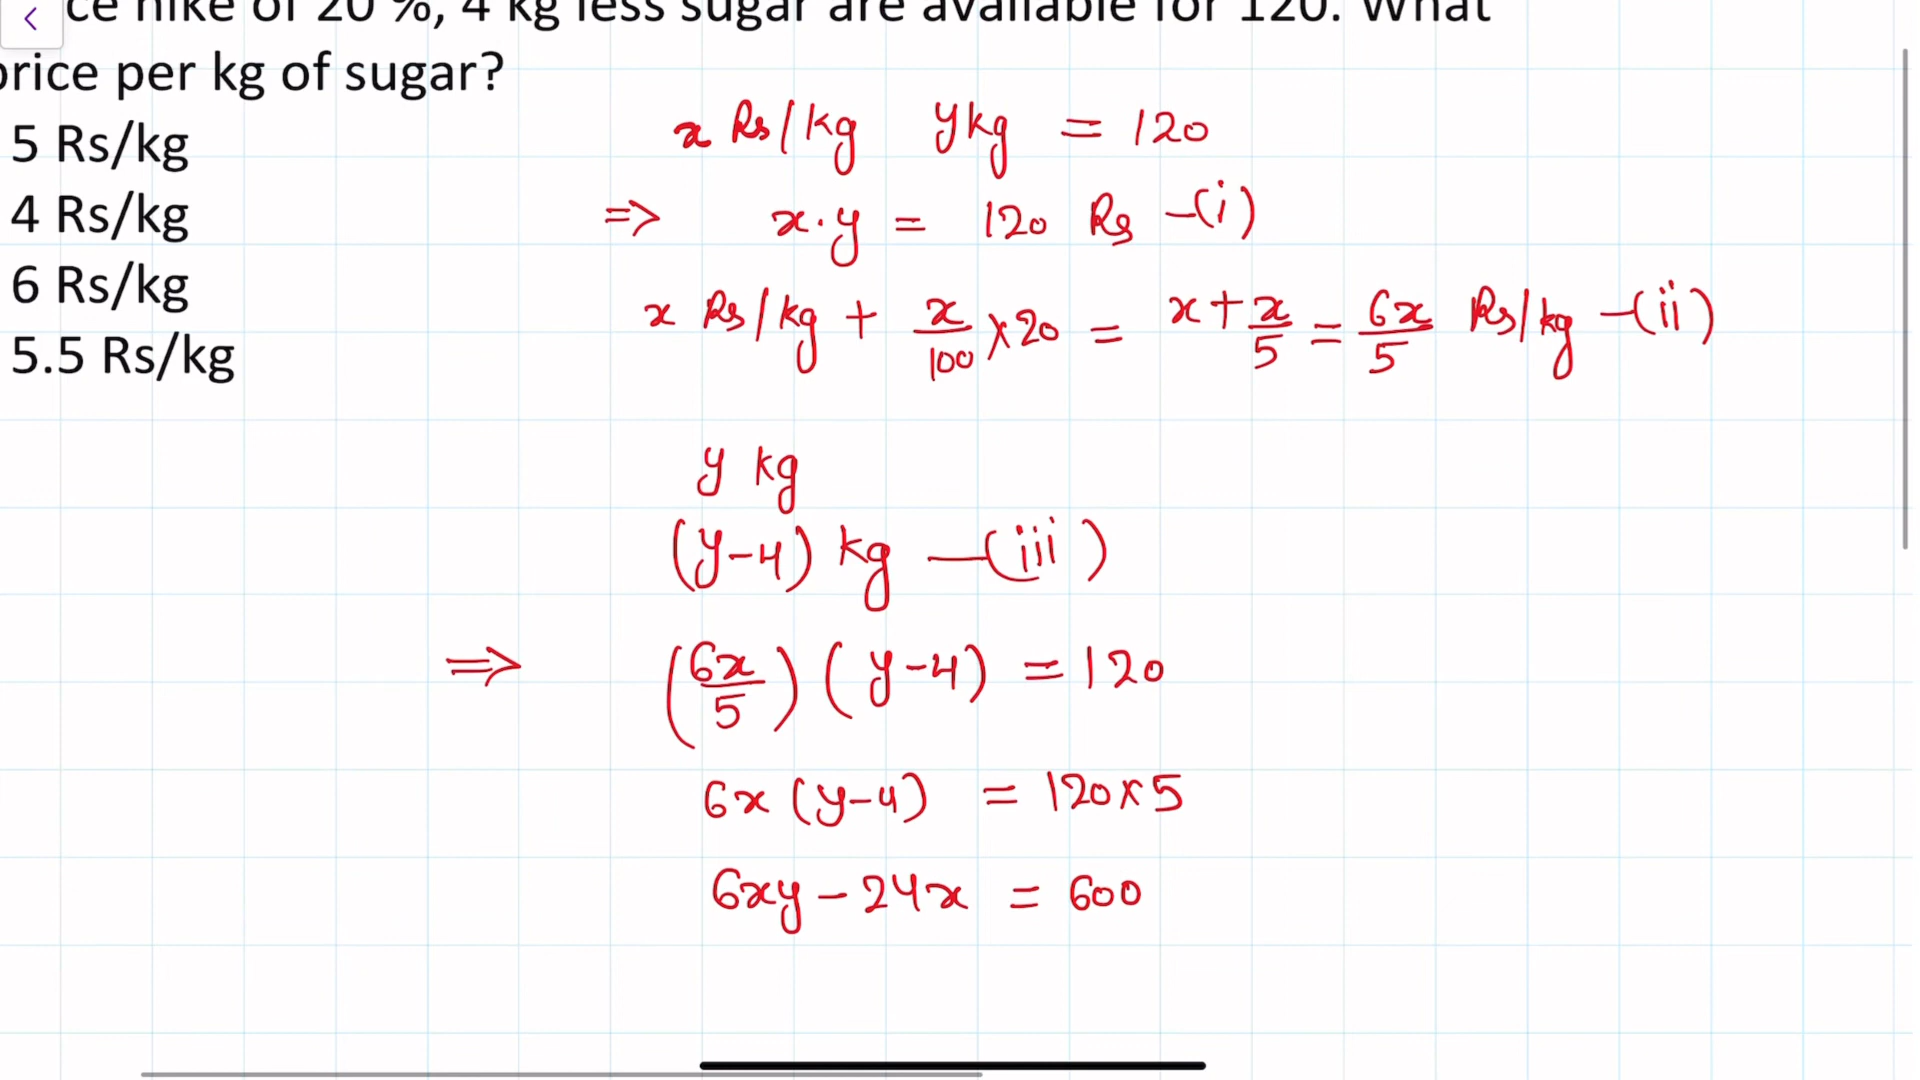 ce hike of 20 %, 4 kg less sugar are available for 120. What
price per kg of sugar?
5 Rs/kg
4 Rs/kg
6 Rs/kg
5.5 Rs/kg
x Rs/kg y kg = 120
=> x·y = 120 Rs -(i)
x Rs/kg + x/100 × 20 = x + x/5 = 6x/5 Rs/kg -(ii)
y kg
(y-4) kg -(iii)
=> (6x/5) (y-4) = 120
6x (y-4) = 120×5
6xy - 24x = 600